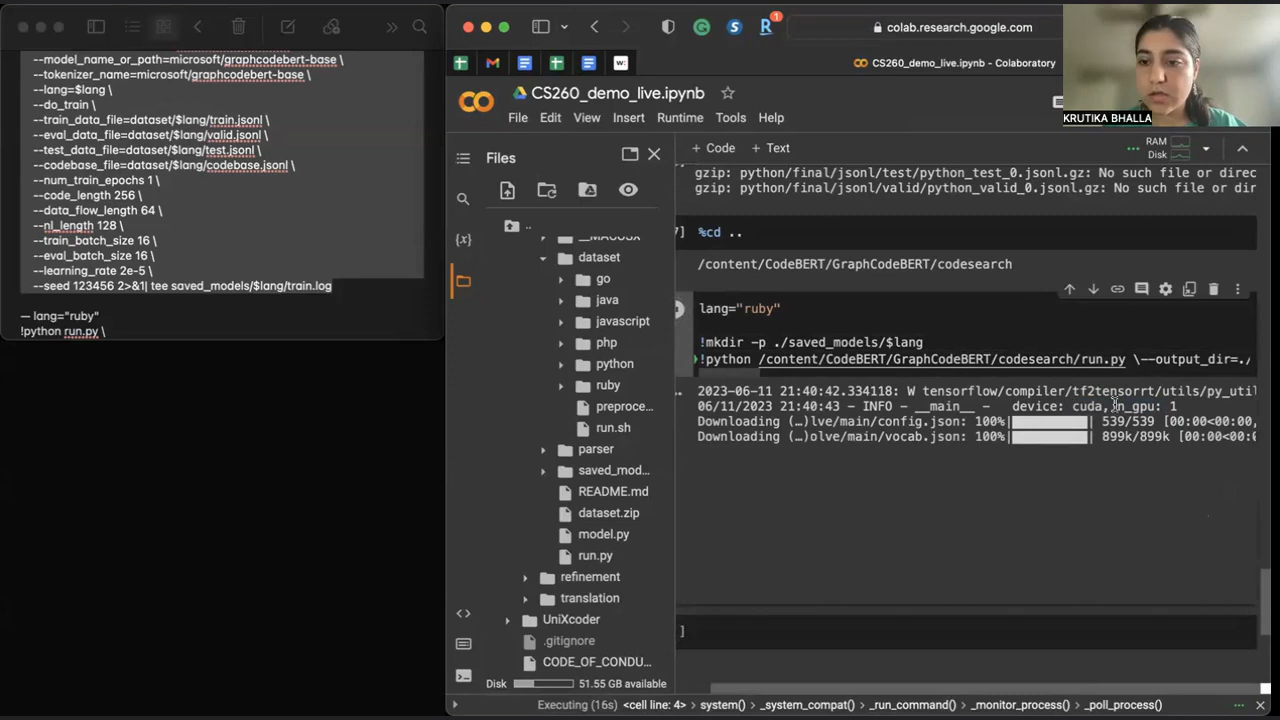 --model_name_or_path=microsoft/graphcodebert-base \
--tokenizer_name=microsoft/graphcodebert-base \
--lang=$lang \
--do_train \
--train_data_file=dataset/$lang/train.jsonl \
--eval_data_file=dataset/$lang/valid.jsonl \
--test_data_file=dataset/$lang/test.jsonl \
--codebase_file=dataset/$lang/codebase.jsonl \
--num_train_epochs 1 \
--code_length 256 \
--data_flow_length 64 \
--nl_length 128 \
--train_batch_size 16 \
--eval_batch_size 16 \
--learning_rate 2e-5 \
--seed 123456 2>&1| tee saved_models/$lang/train.log
— lang="ruby"
!python run.py \
1
colab.research.google.com
CS260_demo_live.ipynb - Colaboratory
KRUTIKA BHALLA
CS260_demo_live.ipynb
File Edit View Insert Runtime Tools Help
Files
+ Code + Text
RAM
Disk
..
__MACOSX
dataset
go
java
javascript
php
python
ruby
preproce...
run.sh
parser
saved_mod...
README.md
dataset.zip
model.py
run.py
refinement
translation
UniXcoder
.gitignore
CODE_OF_CONDU...
Disk 51.55 GB available
gzip: python/final/jsonl/test/python_test_0.jsonl.gz: No such file or direc
gzip: python/final/jsonl/valid/python_valid_0.jsonl.gz: No such file or dire
7] %cd ..
/content/CodeBERT/GraphCodeBERT/codesearch
lang="ruby"
!mkdir -p ./saved_models/$lang
!python /content/CodeBERT/GraphCodeBERT/codesearch/run.py \--output_dir=./
2023-06-11 21:40:42.334118: W tensorflow/compiler/tf2tensorrt/utils/py_util
06/11/2023 21:40:43 - INFO - __main__ - device: cuda, n_gpu: 1
Downloading (…)lve/main/config.json: 100% 539/539 [00:00<00:00,
Downloading (…)olve/main/vocab.json: 100% 899k/899k [00:00<00:0
]
Executing (16s) <cell line: 4> system() _system_compat() _run_command() _monitor_process() _poll_process()